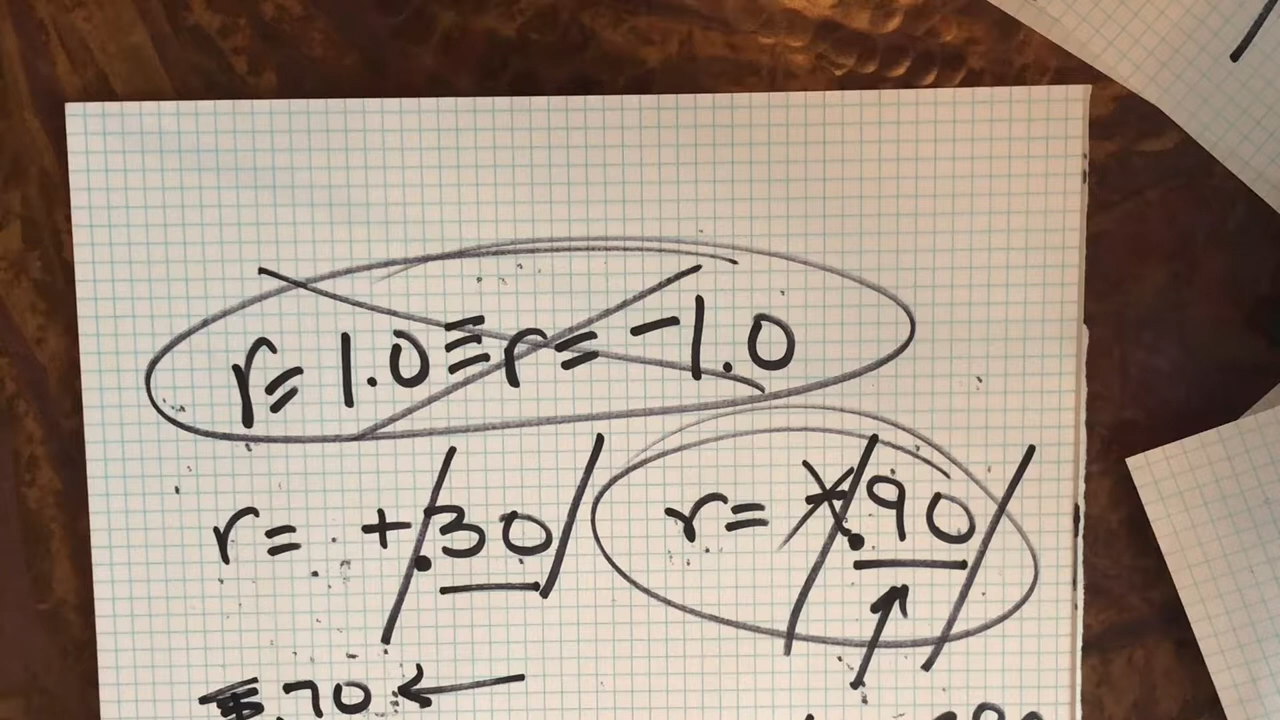 r= 1.0 ≡ r= -1.0
r= +/.30/ r= /.90/
.70